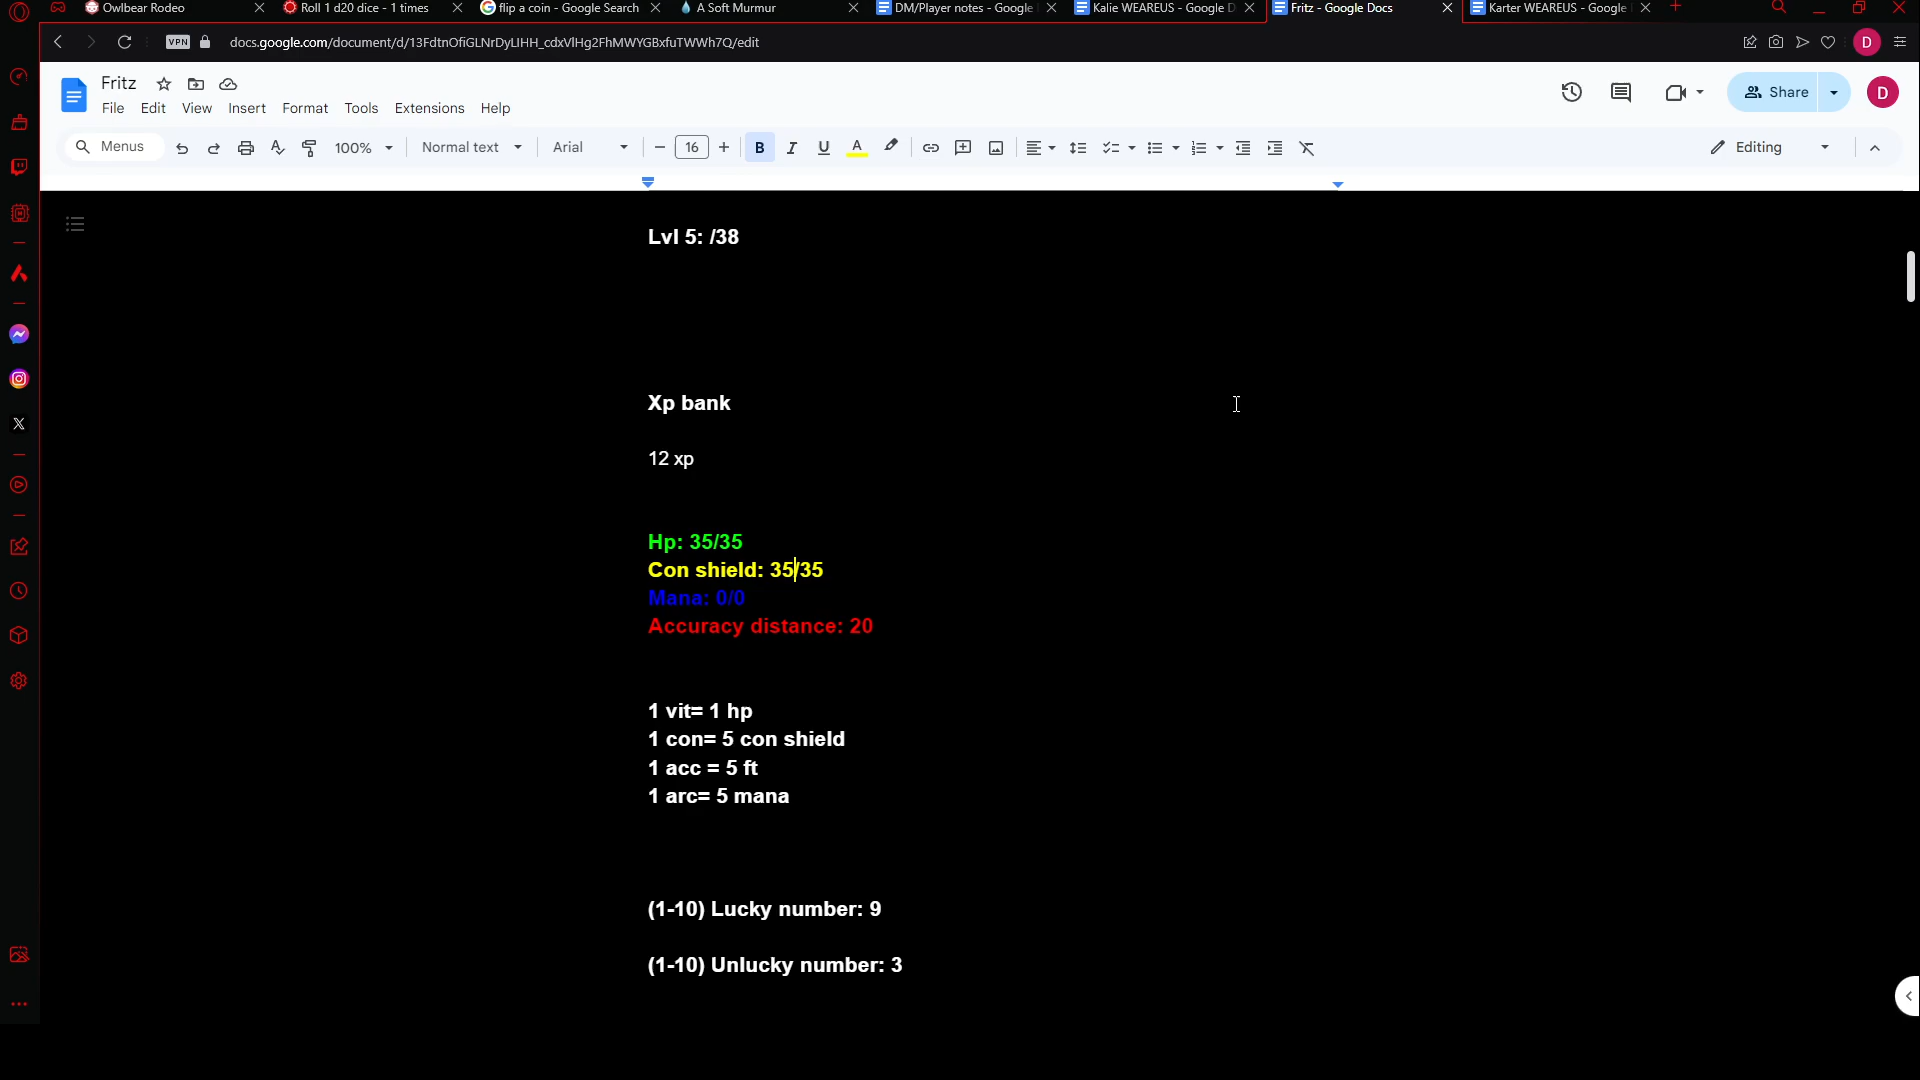 Owlbear Rodeo
Roll 1 d20 dice - 1 times
flip a coin - Google Search
A Soft Murmur
DM/Player notes - Google
Kalie WEAREUS - Google D
Fritz - Google Docs
Karter WEAREUS - Google
VPN
docs.google.com/document/d/13FdtnOfiGLNrDyLIHH_cdxVlHg2FhMWYGBxfuTWWh7Q/edit
D
Fritz
File Edit View Insert Format Tools Extensions Help
Share
D
Menus
100%
Normal text
Arial
16
B
I
U
A
Editing
Lvl 5: /38
Xp bank
12 xp
Hp: 35/35
Con shield: 35/35
Mana: 0/0
Accuracy distance: 20
1 vit= 1 hp
1 con= 5 con shield
1 acc = 5 ft
1 arc= 5 mana
(1-10) Lucky number: 9
(1-10) Unlucky number: 3